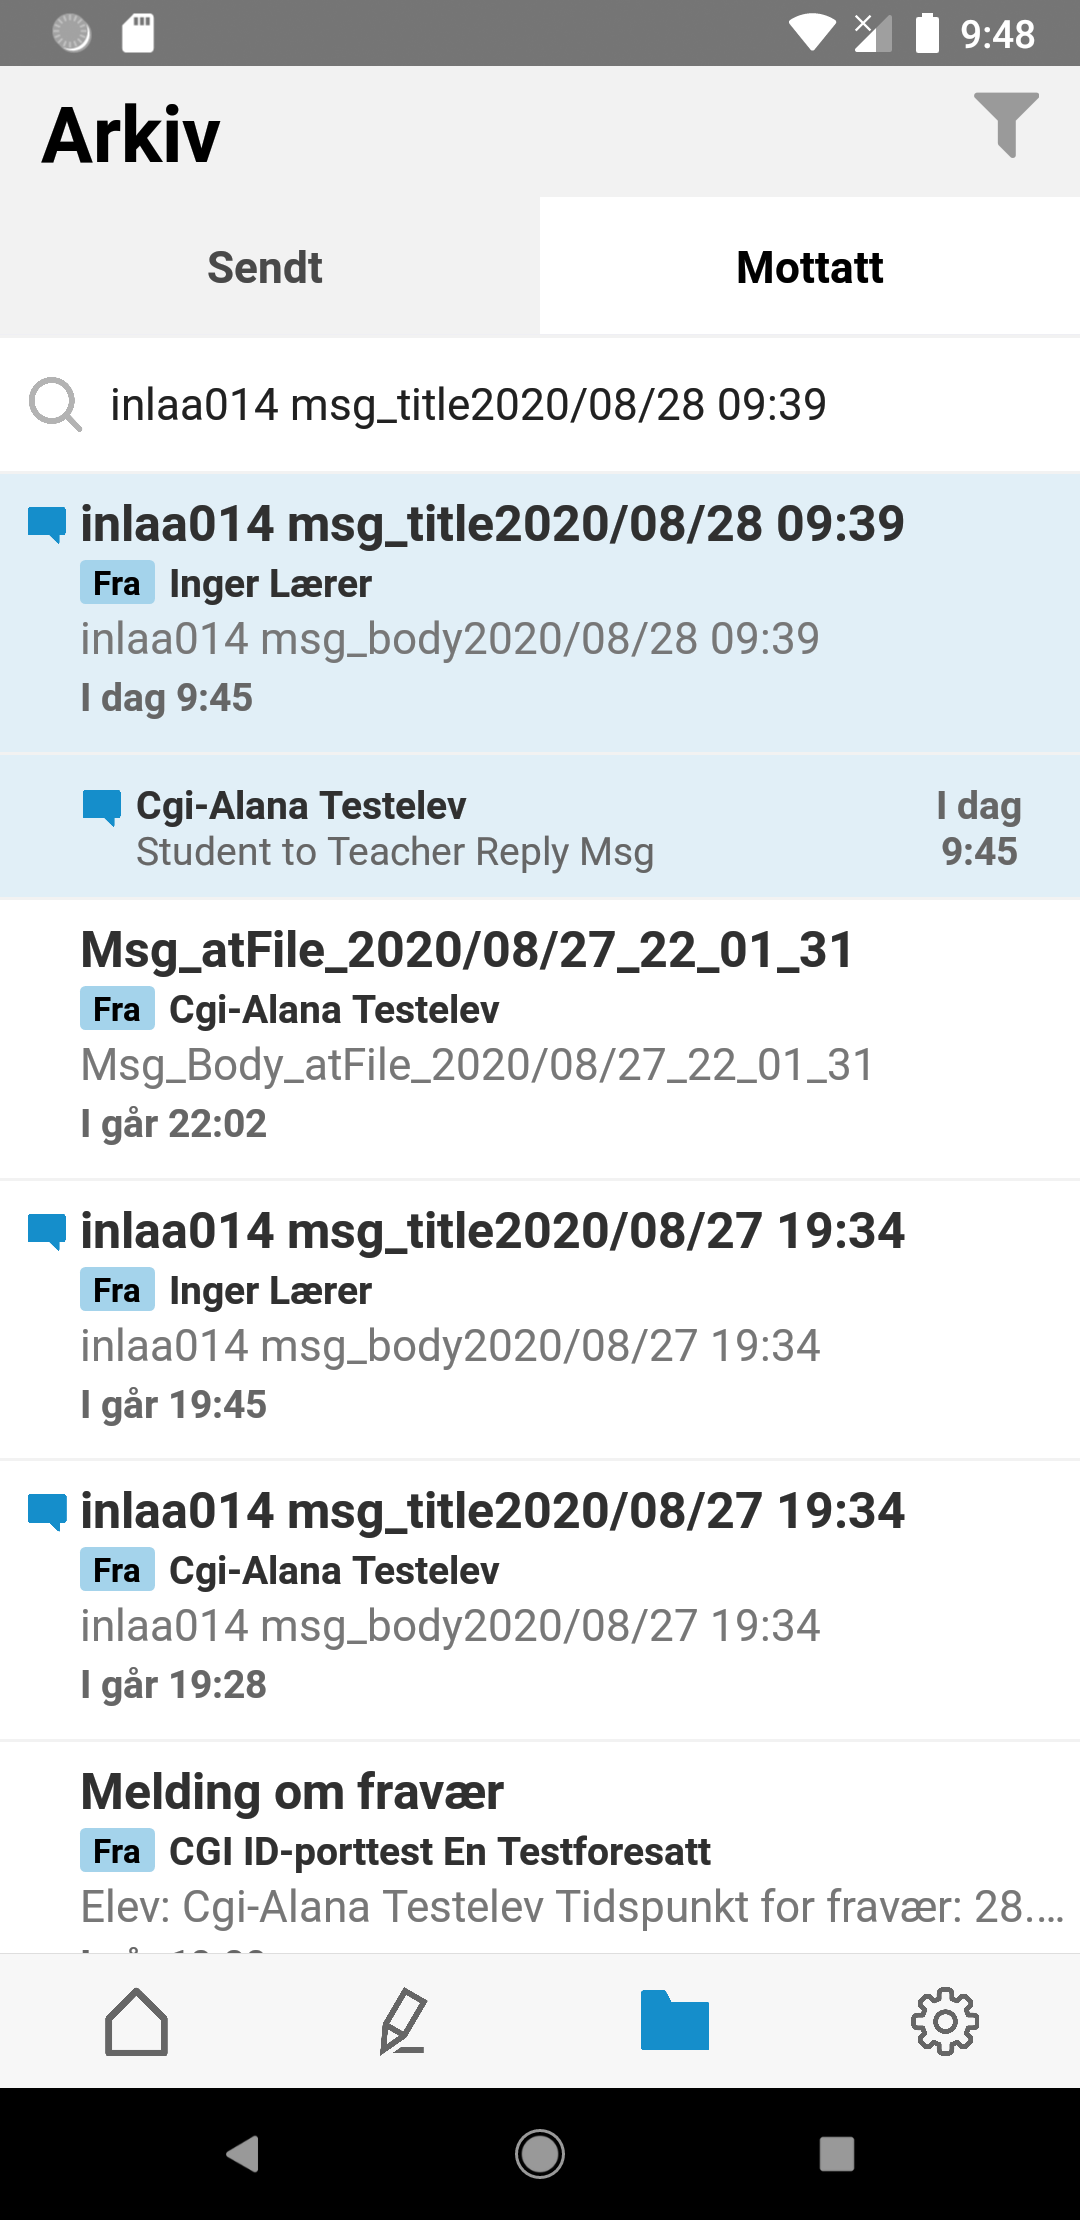 9:48
Arkiv
Sendt
Mottatt
inlaa014 msg_title2020/08/28 09:39
inlaa014 msg_title2020/08/28 09:39
Fra Inger Lærer
inlaa014 msg_body2020/08/28 09:39
I dag 9:45
Cgi-Alana Testelev I dag
Student to Teacher Reply Msg 9:45
Msg_atFile_2020/08/27_22_01_31
Fra Cgi-Alana Testelev
Msg_Body_atFile_2020/08/27_22_01_31
I går 22:02
inlaa014 msg_title2020/08/27 19:34
Fra Inger Lærer
inlaa014 msg_body2020/08/27 19:34
I går 19:45
inlaa014 msg_title2020/08/27 19:34
Fra Cgi-Alana Testelev
inlaa014 msg_body2020/08/27 19:34
I går 19:28
Melding om fravær
Fra CGI ID-porttest En Testforesatt
Elev: Cgi-Alana Testelev Tidspunkt for fravær: 28....
I går